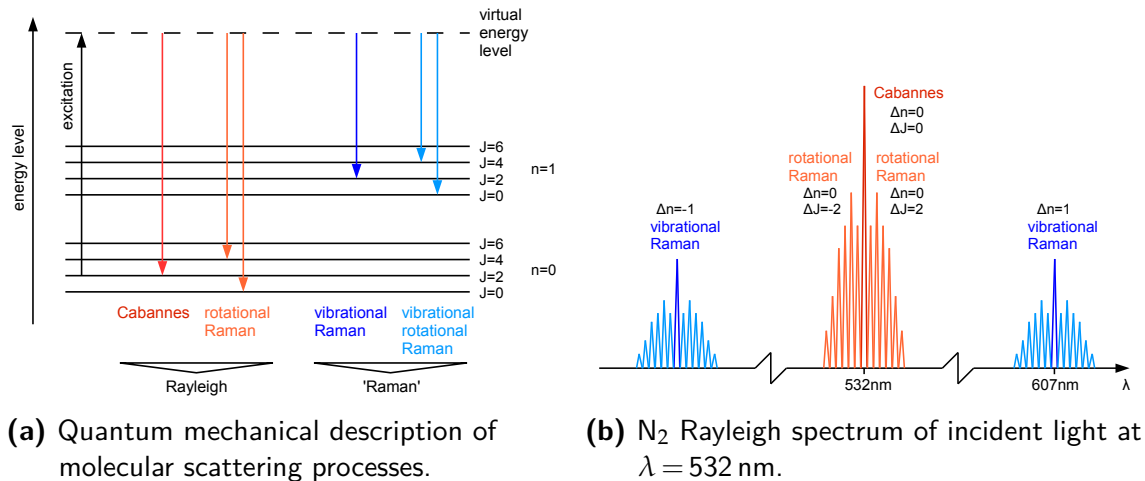 virtual
energy
level
energy level
excitation
J=6
J=4
J=2
J=0
n=1
J=6
J=4
J=2
J=0
n=0
Cabannes
rotational
Raman
vibrational
Raman
vibrational
rotational
Raman
Rayleigh
'Raman'
(a) Quantum mechanical description of
molecular scattering processes.
Cabannes
Δn=0
ΔJ=0
rotational
Raman
Δn=0
ΔJ=-2
rotational
Raman
Δn=0
ΔJ=2
Δn=-1
vibrational
Raman
Δn=1
vibrational
Raman
532nm
607nm
λ
(b) N₂ Rayleigh spectrum of incident light at
λ = 532 nm.